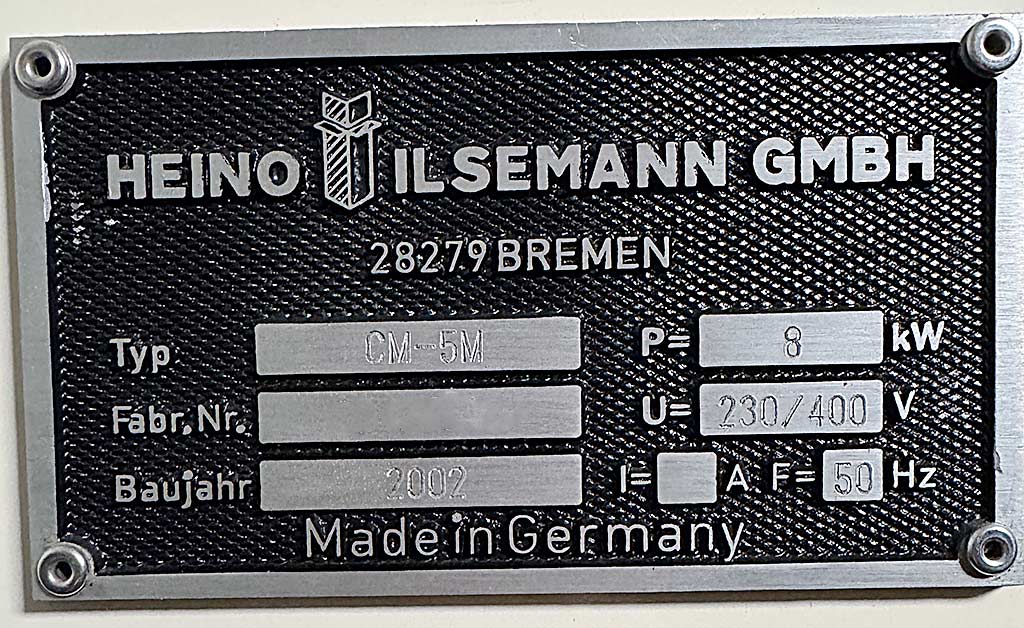 HEINO ILSEMANN GMBH
28279 BREMEN
Typ CM-5M P= 8 kW
Fabr.Nr. U= 230/400 V
Baujahr 2002 I= A F= 50 Hz
Made in Germany